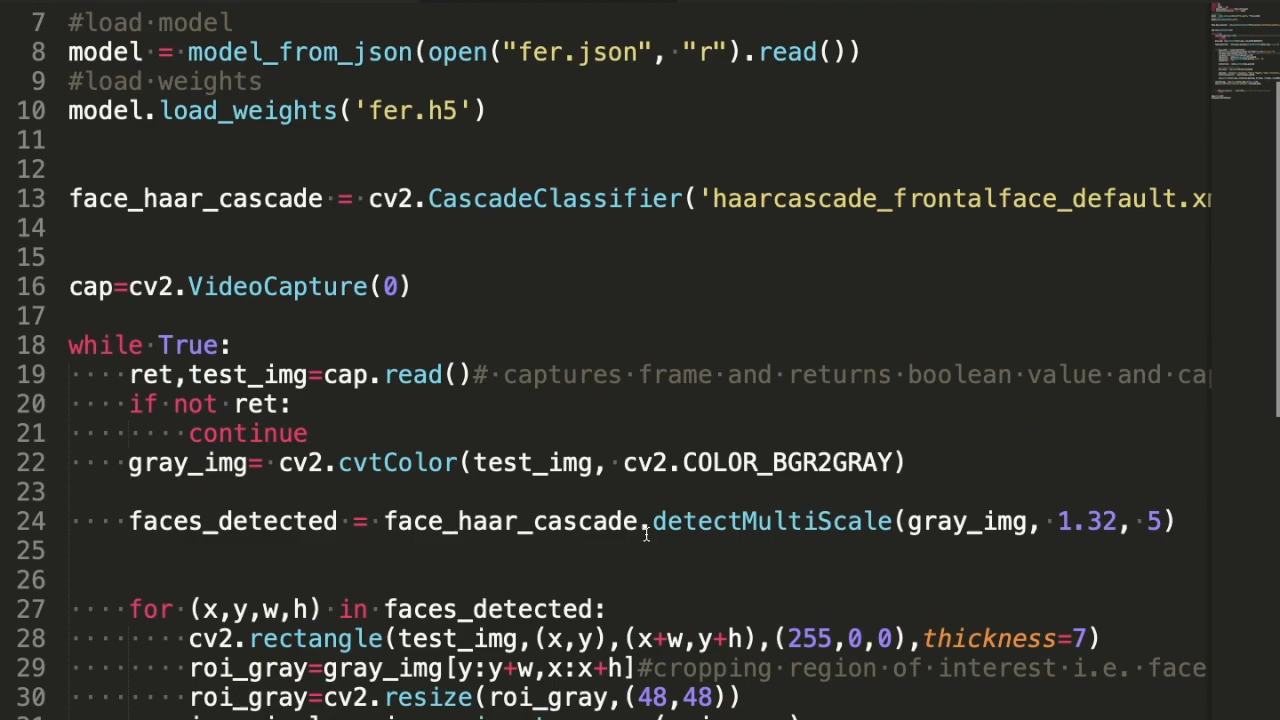 7 #load model
8 model = model_from_json(open("fer.json", "r").read())
9 #load weights
10 model.load_weights('fer.h5')
11
12
13 face_haar_cascade = cv2.CascadeClassifier('haarcascade_frontalface_default.x
14
15
16 cap=cv2.VideoCapture(0)
17
18 while True:
19     ret,test_img=cap.read()# captures frame and returns boolean value and ca
20     if not ret:
21         continue
22     gray_img= cv2.cvtColor(test_img, cv2.COLOR_BGR2GRAY)
23
24     faces_detected = face_haar_cascade.detectMultiScale(gray_img, 1.32, 5)
25
26
27     for (x,y,w,h) in faces_detected:
28         cv2.rectangle(test_img,(x,y),(x+w,y+h),(255,0,0),thickness=7)
29         roi_gray=gray_img[y:y+w,x:x+h]#cropping region of interest i.e. face
30         roi_gray=cv2.resize(roi_gray,(48,48))